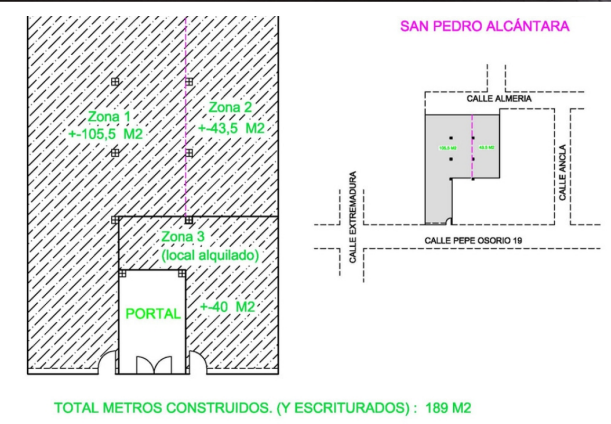 SAN PEDRO ALCÁNTARA
Zona 1
+-105,5 M2
Zona 2
+-43,5 M2
Zona 3
(local alquilado)
+-40 M2
PORTAL
CALLE ALMERIA
CALLE ANCLA
CALLE EXTREMADURA
CALLE PEPE OSORIO 19
TOTAL METROS CONSTRUIDOS. (Y ESCRITURADOS) : 189 M2